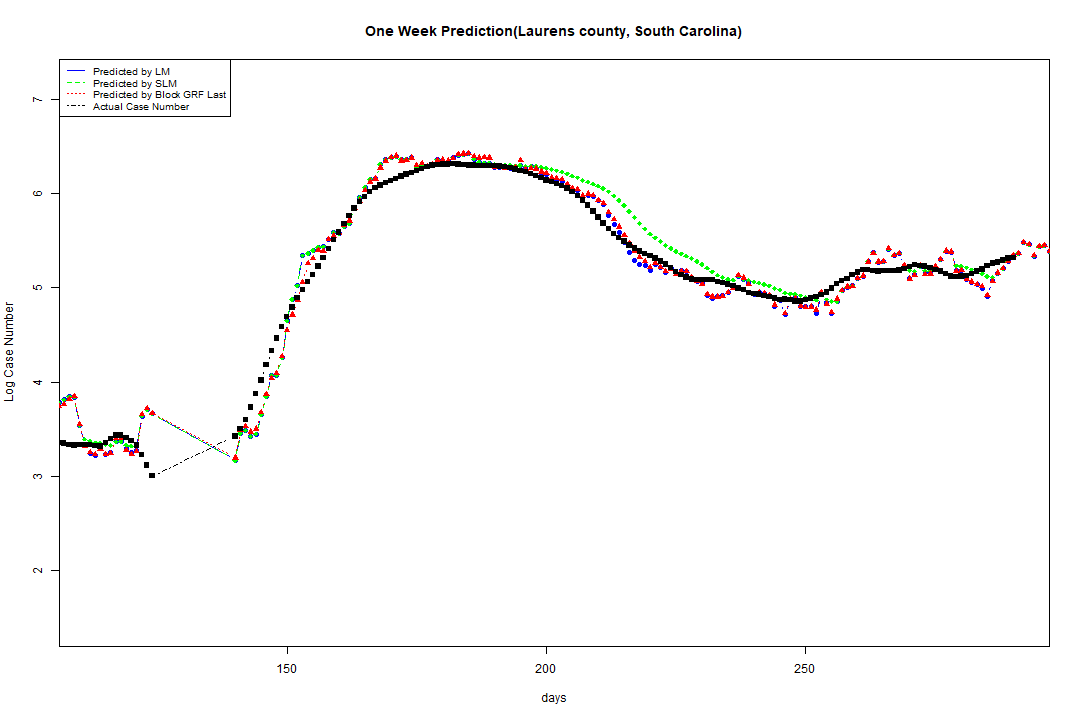 One Week Prediction(Laurens county, South Carolina)
Predicted by LM
Predicted by SLM
Predicted by Block GRF Last
Actual Case Number
7
6
5
4
3
2
Log Case Number
150
200
250
days